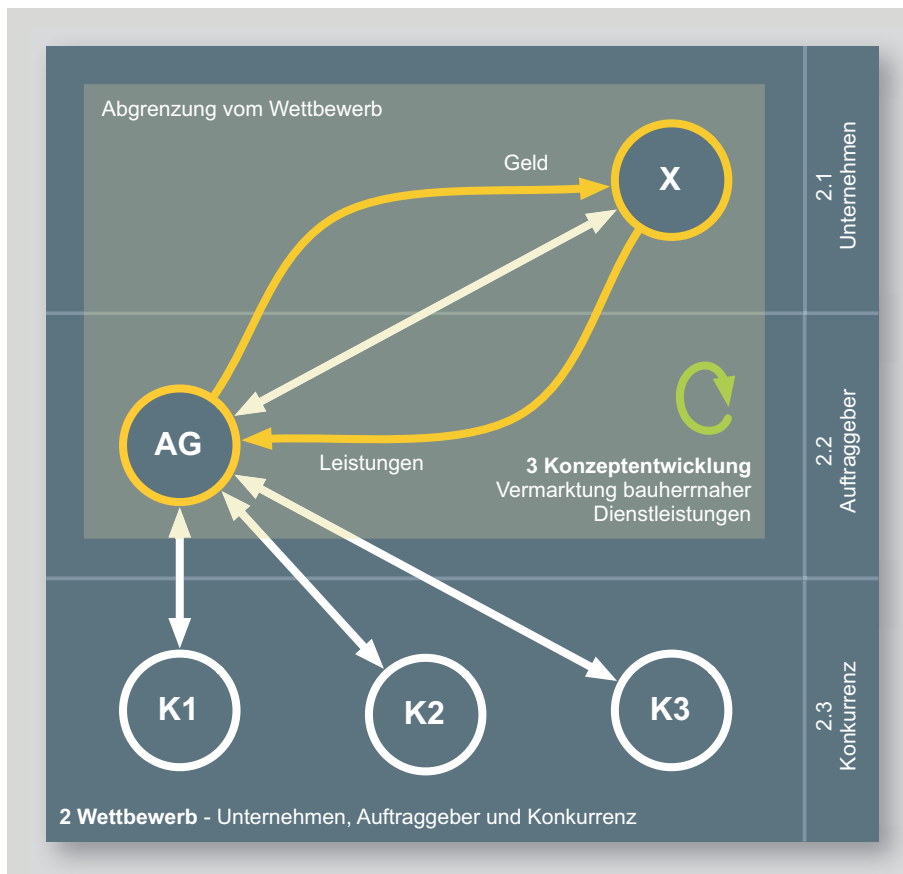 Abgrenzung vom Wettbewerb
Geld
X
2.1
Unternehmen
AG
Leistungen
3 Konzeptentwicklung
Vermarktung bauherrnaher
Dienstleistungen
2.2
Auftraggeber
K1
K2
K3
2.3
Konkurrenz
2 Wettbewerb - Unternehmen, Auftraggeber und Konkurrenz